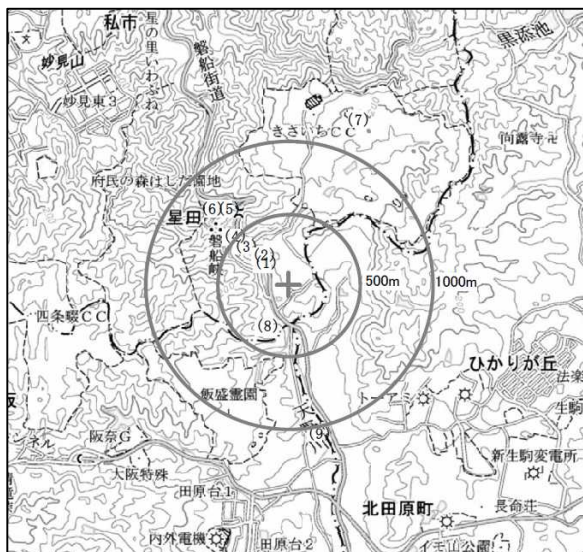 私市
妙見山
妙見東3
星の里いわふね
磐船街道
黒添池
(7)
きさいちCC
向露寺卍
府民の森ほしだ園地
星田
(6)(5)
(4)
(3)
(2)
(1)
磐船峡
500m
1000m
四条畷CC
(8)
飯盛霊園
天野川
(9)
ひかりが丘
法楽
生駒
トーアミ
新生駒変電所
阪奈G
大阪特殊
田原台1
北田原町
長命荘
内外電機
田原台2
イモ山公園